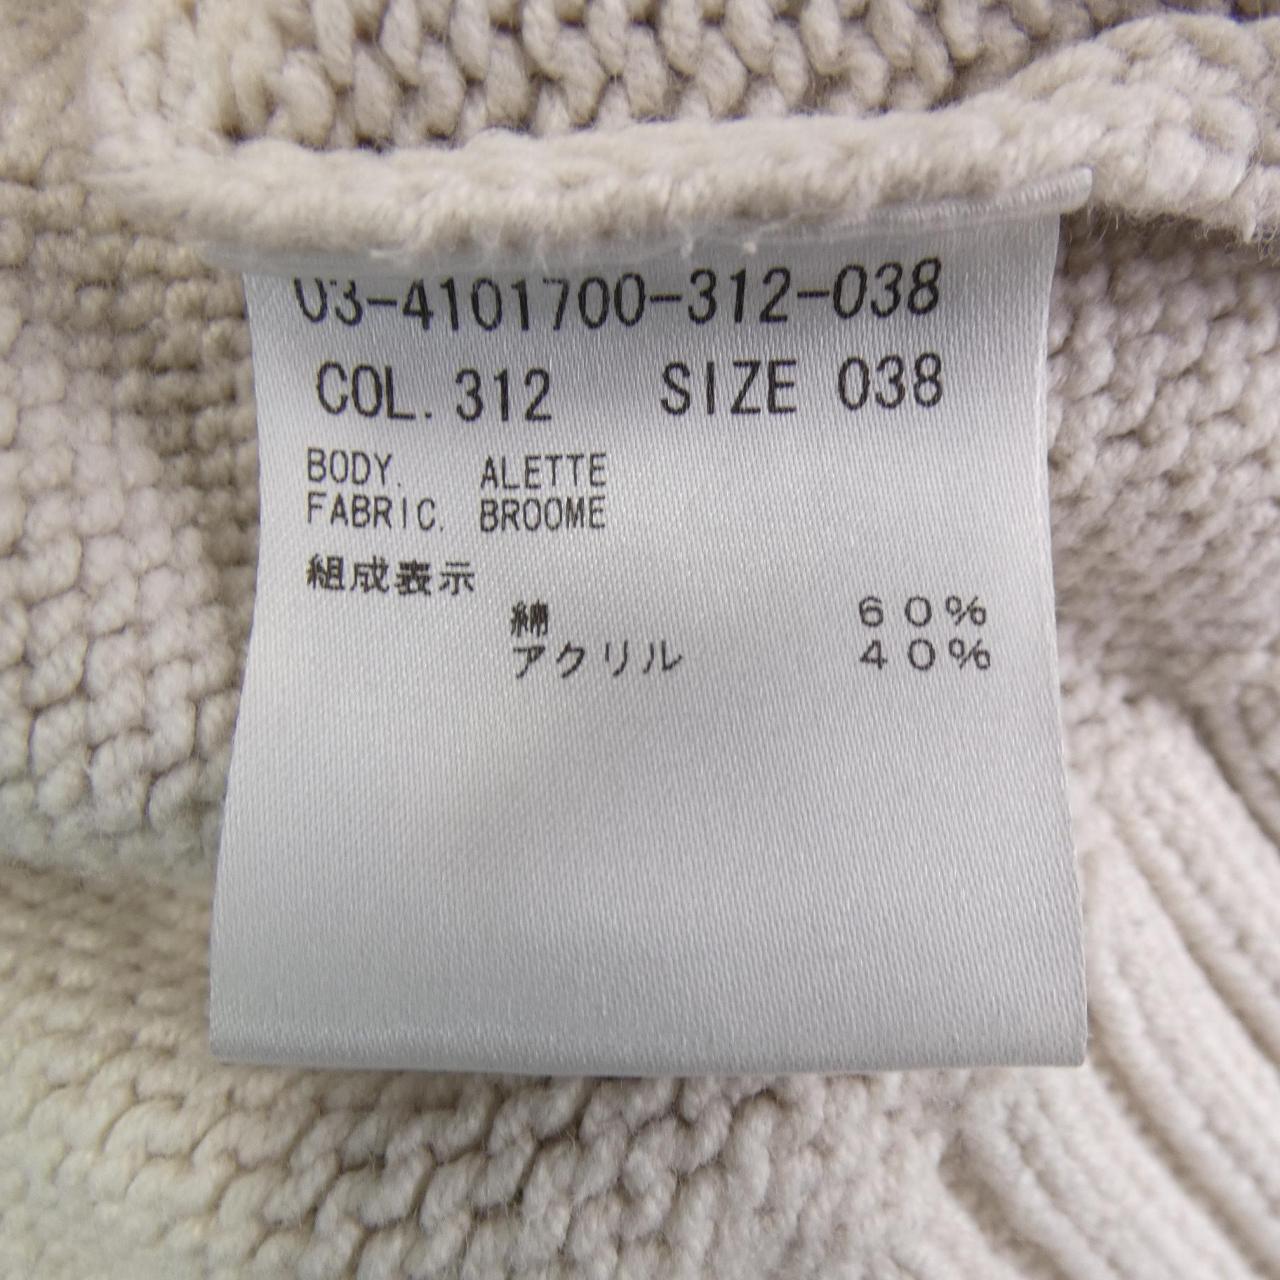 03-4101700-312-038
COL. 312 SIZE 038
BODY. ALETTE
FABRIC. BROOME
組成表示
綿 60%
アクリル 40%